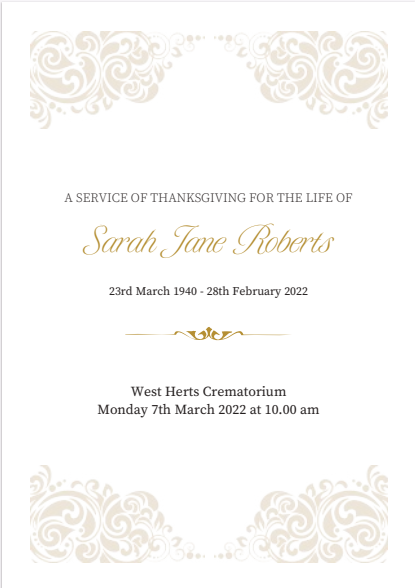 A SERVICE OF THANKSGIVING FOR THE LIFE OF
Sarah Jane Roberts
23rd March 1940 - 28th February 2022
West Herts Crematorium
Monday 7th March 2022 at 10.00 am